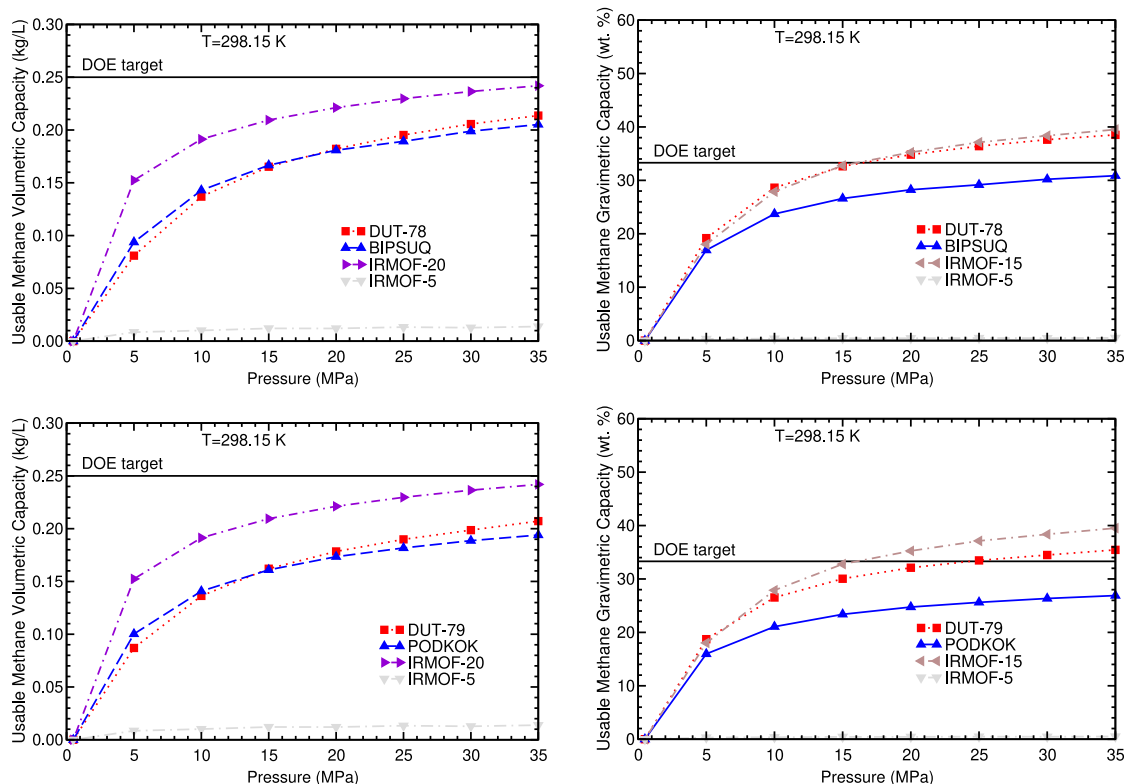 Usable Methane Volumetric Capacity (kg/L)
0.30
0.25
0.20
0.15
0.10
0.05
0.00
T=298.15 K
DOE target
DUT-78
BIPSUQ
IRMOF-20
IRMOF-5
0 5 10 15 20 25 30 35
Pressure (MPa)
Usable Methane Gravimetric Capacity (wt. %)
60
50
40
30
20
10
0
T=298.15 K
DOE target
DUT-78
BIPSUQ
IRMOF-15
IRMOF-5
0 5 10 15 20 25 30 35
Pressure (MPa)
Usable Methane Volumetric Capacity (kg/L)
0.30
0.25
0.20
0.15
0.10
0.05
0.00
T=298.15 K
DOE target
DUT-79
PODKOK
IRMOF-20
IRMOF-5
0 5 10 15 20 25 30 35
Pressure (MPa)
Usable Methane Gravimetric Capacity (wt. %)
60
50
40
30
20
10
0
T=298.15 K
DOE target
DUT-79
PODKOK
IRMOF-15
IRMOF-5
0 5 10 15 20 25 30 35
Pressure (MPa)